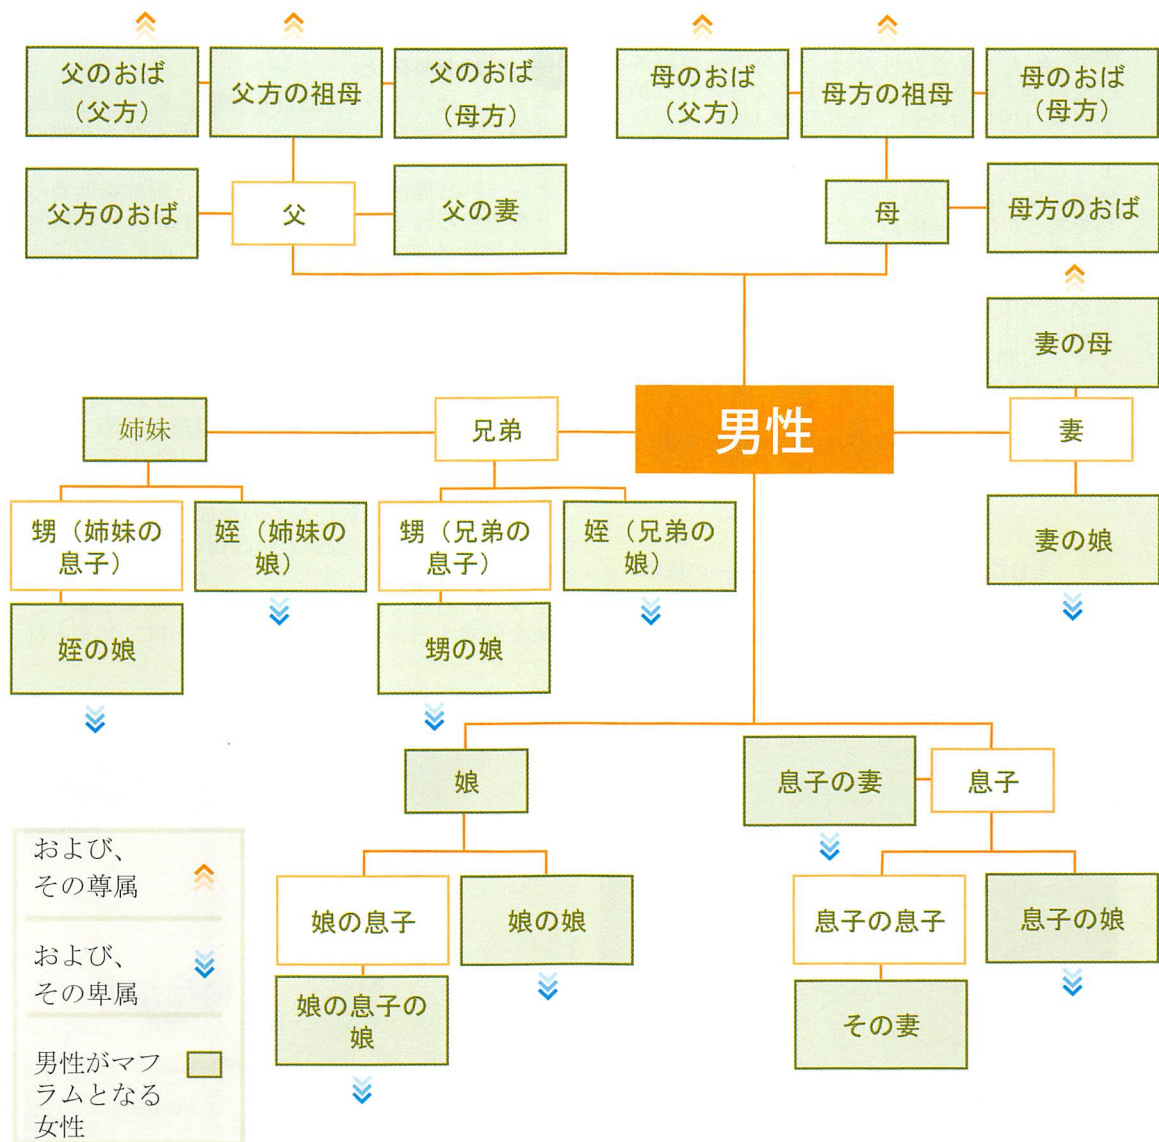 父のおば
（父方）
父方の祖母
父のおば
（母方）
母のおば
（父方）
母方の祖母
母のおば
（母方）
父方のおば
父
父の妻
母
母方のおば
妻の母
姉妹
兄弟
男性
妻
甥（姉妹の
息子）
姪（姉妹の
娘）
甥（兄弟の
息子）
姪（兄弟の
娘）
妻の娘
姪の娘
甥の娘
娘
息子の妻
息子
娘の息子
娘の娘
息子の息子
息子の娘
娘の息子の
娘
その妻
および、
その尊属
および、
その卑属
男性がマフ
ラムとなる
女性